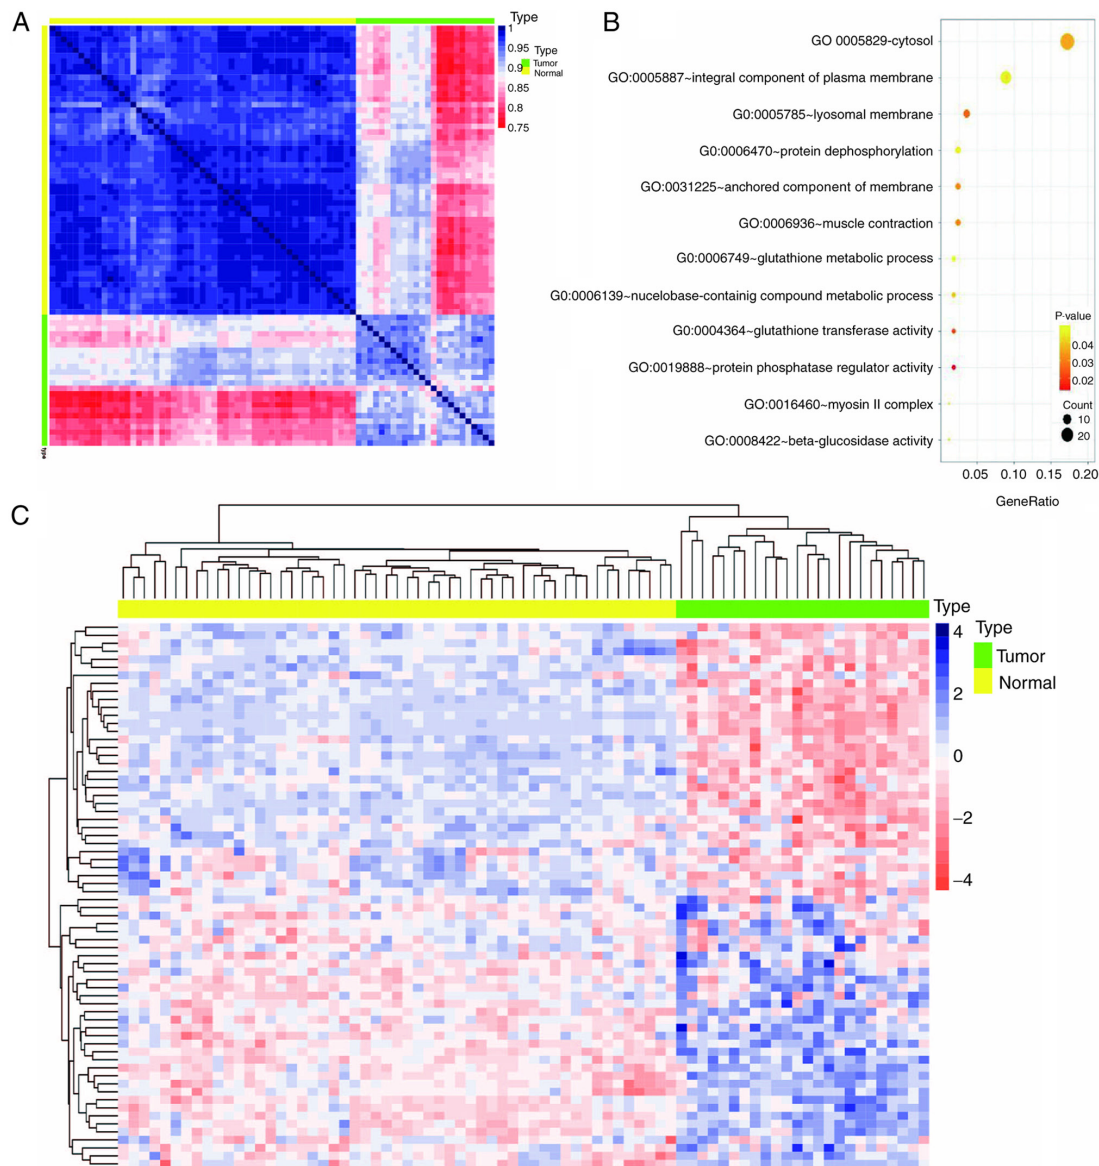 A
Type
1
0.95
0.9
0.85
0.8
0.75
Type
Tumor
Normal
type
B
GO 0005829-cytosol
GO:0005887~integral component of plasma membrane
G0:0005785~lyosomal membrane
G0:0006470~protein dephosphorylation
GO:0031225~anchored component of membrane
GO:0006936~muscle contraction
G0:0006749~glutathione metabolic process
G0:0006139~nucelobase-containig compound metabolic process
G0:0004364~glutathione transferase activity
GO:0019888~protein phosphatase regulator activity
GO:0016460~myosin II complex
GO:0008422~beta-glucosidase activity
P-value
0.04
0.03
0.02
Count
10
20
0.05 0.10 0.15 0.20
GeneRatio
C
Type
4
2
0
−2
−4
Type
Tumor
Normal